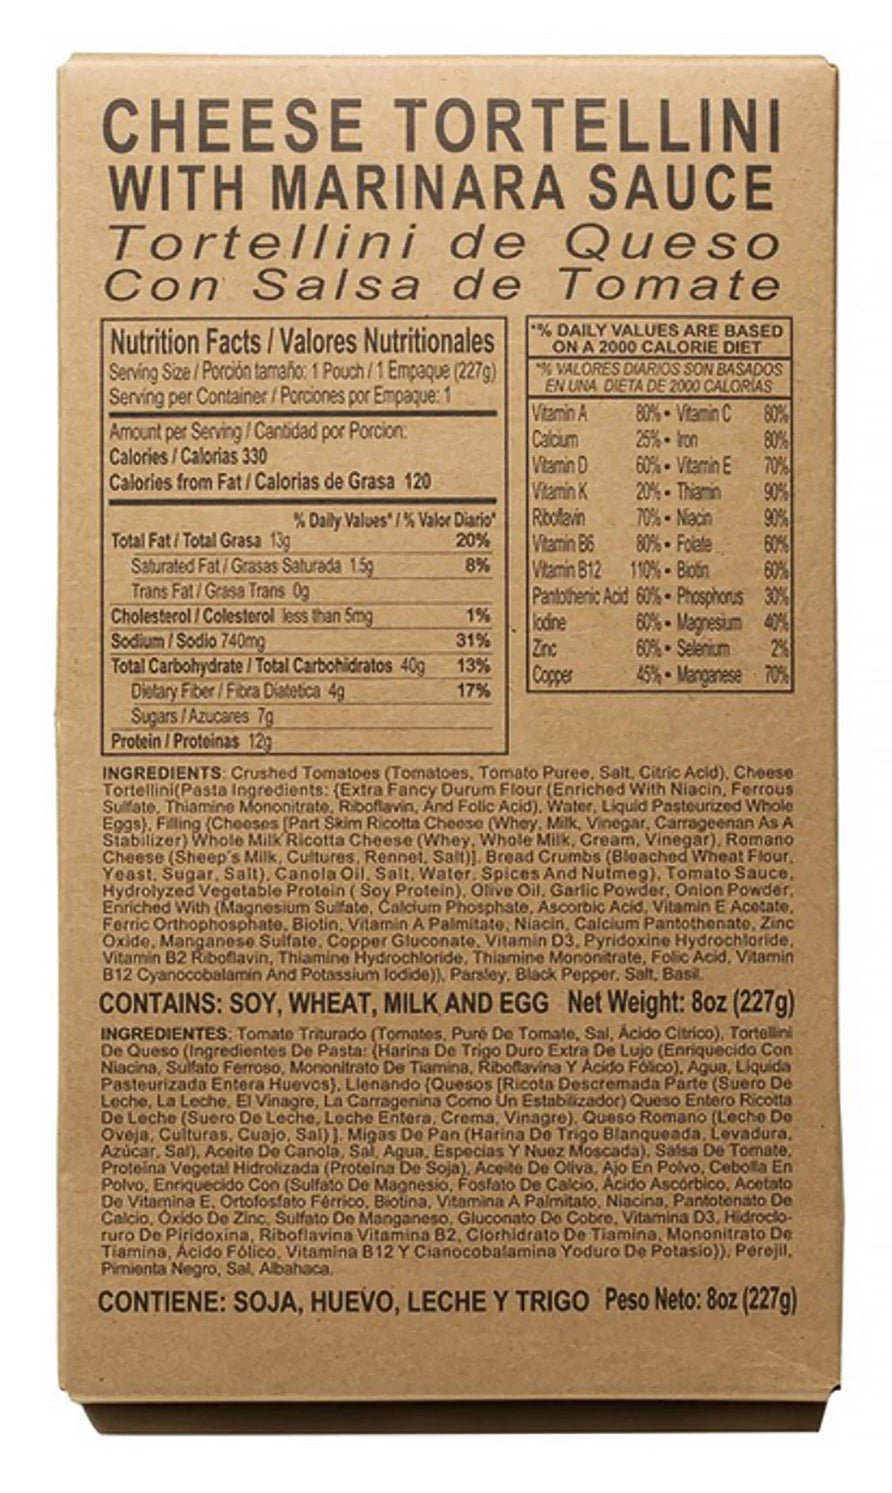 CHEESE TORTELLINI
WITH MARINARA SAUCE
Tortellini de Queso
Con Salsa de Tomate
Nutrition Facts / Valores Nutritionales
Serving Size / Porción tamaño: 1 Pouch / 1 Empaque (227g)
Serving per Container / Porciones por Empaque: 1
Amount per Serving / Cantidad por Porcion:
Calories / Calorias 330
Calories from Fat / Calorias de Grasa 120
% Daily Values* / % Valor Diario*
Total Fat / Total Grasa 13g 20%
Saturated Fat / Grasas Saturada 1.5g 8%
Trans Fat / Grasa Trans 0g
Cholesterol / Colesterol less than 5mg 1%
Sodium / Sodio 740mg 31%
Total Carbohydrate / Total Carbohidratos 40g 13%
Dietary Fiber / Fibra Diatetica 4g 17%
Sugars / Azucares 7g
Protein / Proteinas 12g
*% DAILY VALUES ARE BASED
ON A 2000 CALORIE DIET
*% VALORES DIARIOS SON BASADOS
EN UNA DIETA DE 2000 CALORÍAS
Vitamin A 80% • Vitamin C 80%
Calcium 25% • Iron 80%
Vitamin D 60% • Vitamin E 70%
Vitamin K 20% • Thiamin 90%
Riboflavin 70% • Niacin 90%
Vitamin B6 80% • Folate 60%
Vitamin B12 110% • Biotin 60%
Pantothenic Acid 60% • Phosphorus 30%
Iodine 60% • Magnesium 40%
Zinc 60% • Selenium 2%
Copper 45% • Manganese 70%
INGREDIENTS: Crushed Tomatoes (Tomatoes, Tomato Puree, Salt, Citric Acid), Cheese
Tortellini(Pasta Ingredients: {Extra Fancy Durum Flour (Enriched With Niacin, Ferrous
Sulfate, Thiamine Mononitrate, Riboflavin, And Folic Acid), Water, Liquid Pasteurized Whole
Eggs}, Filling {Cheeses [Part Skim Ricotta Cheese (Whey, Milk, Vinegar, Carrageenan As A
Stabilizer) Whole Milk Ricotta Cheese (Whey, Whole Milk, Cream, Vinegar), Romano
Cheese (Sheep's Milk, Cultures, Rennet, Salt)], Bread Crumbs (Bleached Wheat Flour,
Yeast, Sugar, Salt), Canola Oil, Salt, Water, Spices And Nutmeg), Tomato Sauce,
Hydrolyzed Vegetable Protein ( Soy Protein), Olive Oil, Garlic Powder, Onion Powder,
Enriched With (Magnesium Sulfate, Calcium Phosphate, Ascorbic Acid, Vitamin E Acetate,
Ferric Orthophosphate, Biotin, Vitamin A Palmitate, Niacin, Calcium Pantothenate, Zinc
Oxide, Manganese Sulfate, Copper Gluconate, Vitamin D3, Pyridoxine Hydrochloride,
Vitamin B2 Riboflavin, Thiamine Hydrochloride, Thiamine Mononitrate, Folic Acid, Vitamin
B12 Cyanocobalamin And Potassium Iodide)), Parsley, Black Pepper, Salt, Basil.
CONTAINS: SOY, WHEAT, MILK AND EGG Net Weight: 8oz (227g)
INGREDIENTES: Tomate Triturado (Tomates, Puré De Tomate, Sal, Ácido Cítrico), Tortellini
De Queso (Ingredientes De Pasta: {Harina De Trigo Duro Extra De Lujo (Enriquecido Con
Niacina, Sulfato Ferroso, Mononitrato De Tiamina, Riboflavina Y Ácido Fólico), Agua, Líquida
Pasteurizada Entera Huevos}, Llenando {Quesos [Ricota Descremada Parte (Suero De
Leche, La Leche, El Vinagre, La Carragenina Como Un Estabilizador) Queso Entero Ricotta
De Leche (Suero De Leche, Leche Entera, Crema, Vinagre), Queso Romano (Leche De
Oveja, Culturas, Cuajo, Sal) ], Migas De Pan (Harina De Trigo Blanqueada, Levadura,
Azúcar, Sal), Aceite De Canola, Sal, Agua, Especias Y Nuez Moscada), Salsa De Tomate,
Proteína Vegetal Hidrolizada (Proteína De Soja), Aceite De Oliva, Ajo En Polvo, Cebolla En
Polvo, Enriquecido Con (Sulfato De Magnesio, Fosfato De Calcio, Ácido Ascórbico, Acetato
De Vitamina E, Ortofosfato Férrico, Biotina, Vitamina A Palmitato, Niacina, Pantotenato De
Calcio, Óxido De Zinc, Sulfato De Manganeso, Gluconato De Cobre, Vitamina D3, Hidroclo-
ruro De Piridoxina, Riboflavina Vitamina B2, Clorhidrato De Tiamina, Mononitrato De
Tiamina, Ácido Fólico, Vitamina B12 Y Cianocobalamina Yoduro De Potasio)), Perejil,
Pimienta Negro, Sal, Albahaca.
CONTIENE: SOJA, HUEVO, LECHE Y TRIGO Peso Neto: 8oz (227g)